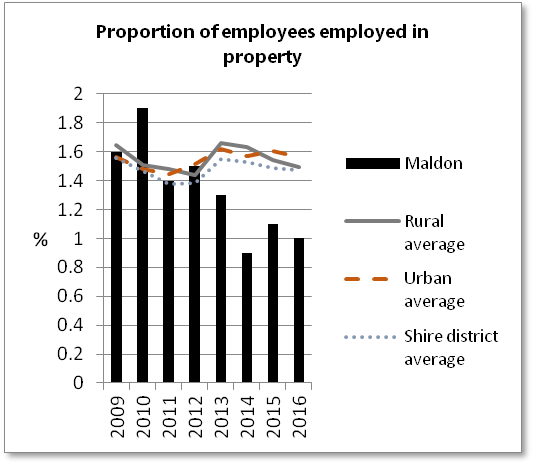 Proportion of employees employed in
property
2
1.8
1.6
1.4
1.2
1
0.8
0.6
0.4
0.2
0
%
2009
2010
2011
2012
2013
2014
2015
2016
Maldon
Rural
average
Urban
average
Shire district
average